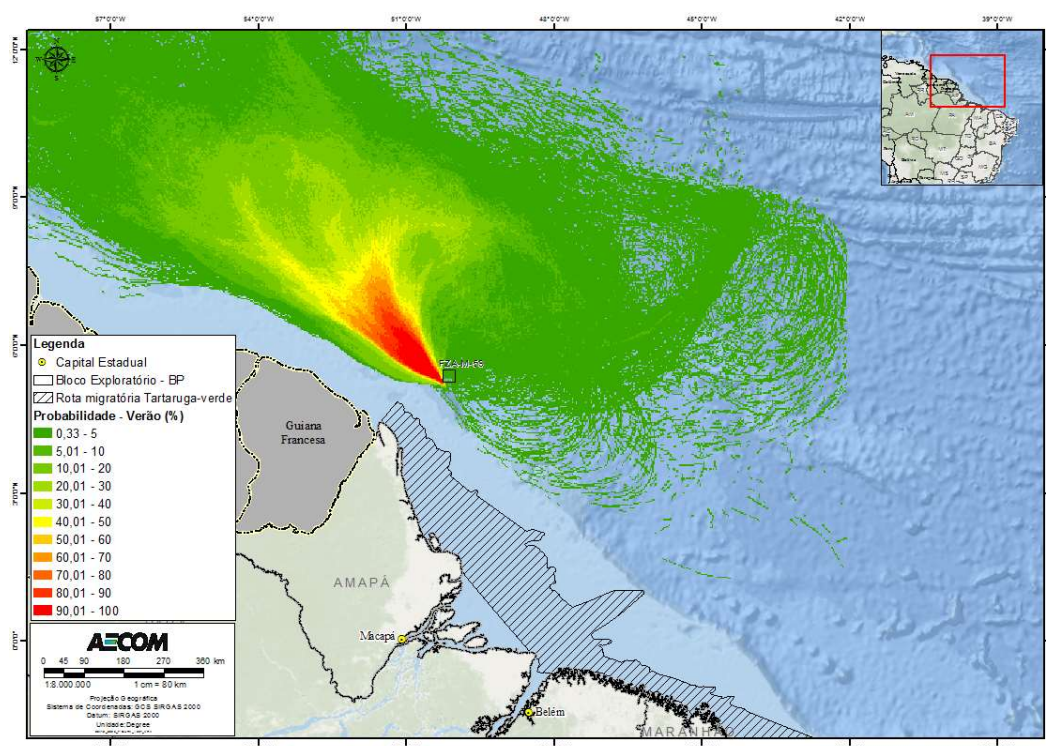 54°0'0"W
51°0'0"W
48°0'0"W
45°0'0"W
42°0'0"W
39°0'0"W
N
W
E
S
FZA-M-59
Guiana
Francesa
AMAPÁ
Macapá
Belém
MARANHÃO
Legenda
Capital Estadual
Bloco Exploratório - BP
Rota migratória Tartaruga-verde
Probabilidade - Verão (%)
0,33 - 5
5,01 - 10
10,01 - 20
20,01 - 30
30,01 - 40
40,01 - 50
50,01 - 60
60,01 - 70
70,01 - 80
80,01 - 90
90,01 - 100
AECOM
0 45 90 180 270 360 km
1:8.000.000 1 cm = 80 km
Projeção Geográfica
Sistema de Coordenadas: GCS SIRGAS 2000
Datum: SIRGAS 2000
Unidade: Degree